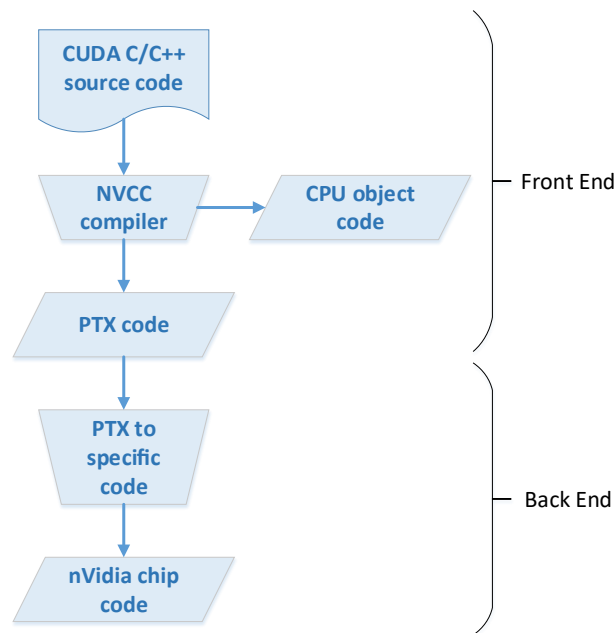 CUDA C/C++
source code
NVCC
compiler
CPU object
code
Front End
PTX code
PTX to
specific
code
Back End
nVidia chip
code